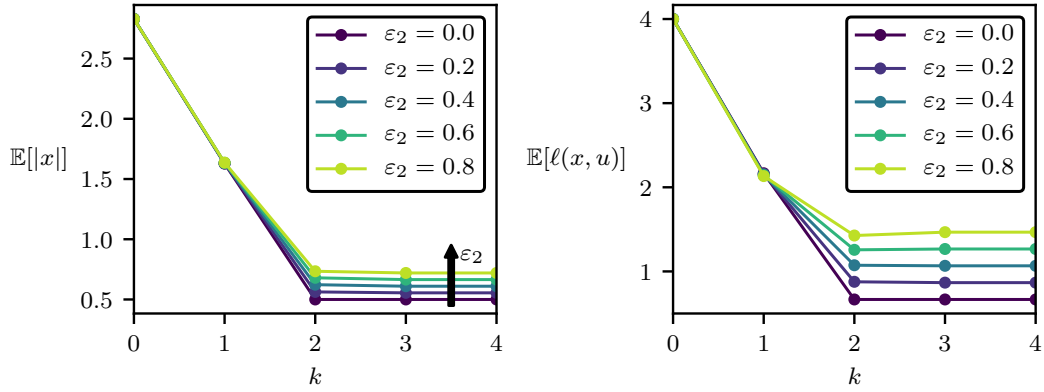 2.5
2.0
1.5
1.0
0.5
𝔼[|x|]
0 1 2 3 4
k
ε₂ = 0.0
ε₂ = 0.2
ε₂ = 0.4
ε₂ = 0.6
ε₂ = 0.8
ε₂
4
3
2
1
𝔼[ℓ(x, u)]
0 1 2 3 4
k
ε₂ = 0.0
ε₂ = 0.2
ε₂ = 0.4
ε₂ = 0.6
ε₂ = 0.8